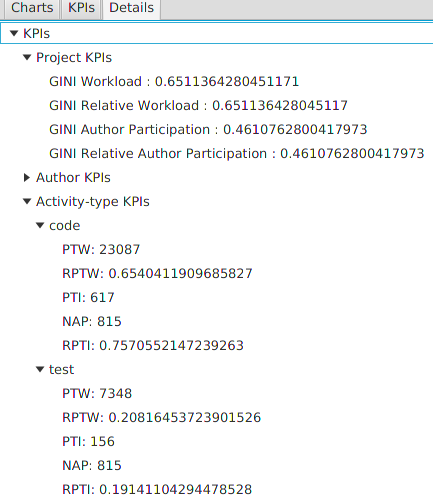 Charts KPIs Details
KPIs
Project KPIs
GINI Workload : 0.6511364280451171
GINI Relative Workload : 0.651136428045117
GINI Author Participation : 0.4610762800417973
GINI Relative Author Participation : 0.4610762800417973
Author KPIs
Activity-type KPIs
code
PTW: 23087
RPTW: 0.6540411909685827
PTI: 617
NAP: 815
RPTI: 0.7570552147239263
test
PTW: 7348
RPTW: 0.20816453723901526
PTI: 156
NAP: 815
RPTI: 0.19141104294478528